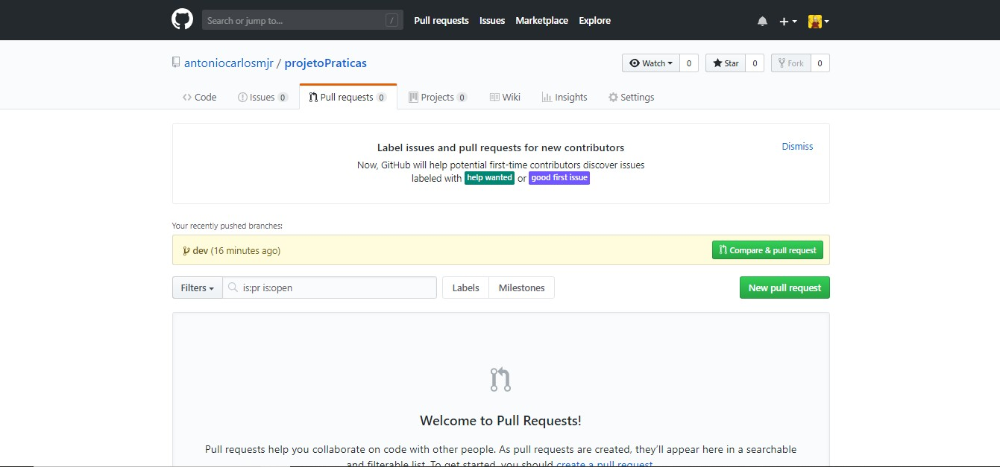 Search or jump to... / Pull requests Issues Marketplace Explore
antoniocarlosmjr / projetoPraticas Watch 0 Star 0 Fork 0
Code Issues 0 Pull requests 0 Projects 0 Wiki Insights Settings
Label issues and pull requests for new contributors Dismiss
Now, GitHub will help potential first-time contributors discover issues
labeled with help wanted or good first issue
Your recently pushed branches:
dev (16 minutes ago) Compare & pull request
Filters is:pr is:open Labels Milestones New pull request
Welcome to Pull Requests!
Pull requests help you collaborate on code with other people. As pull requests are created, they’ll appear here in a searchable
and filterable list. To get started, you should create a pull request.